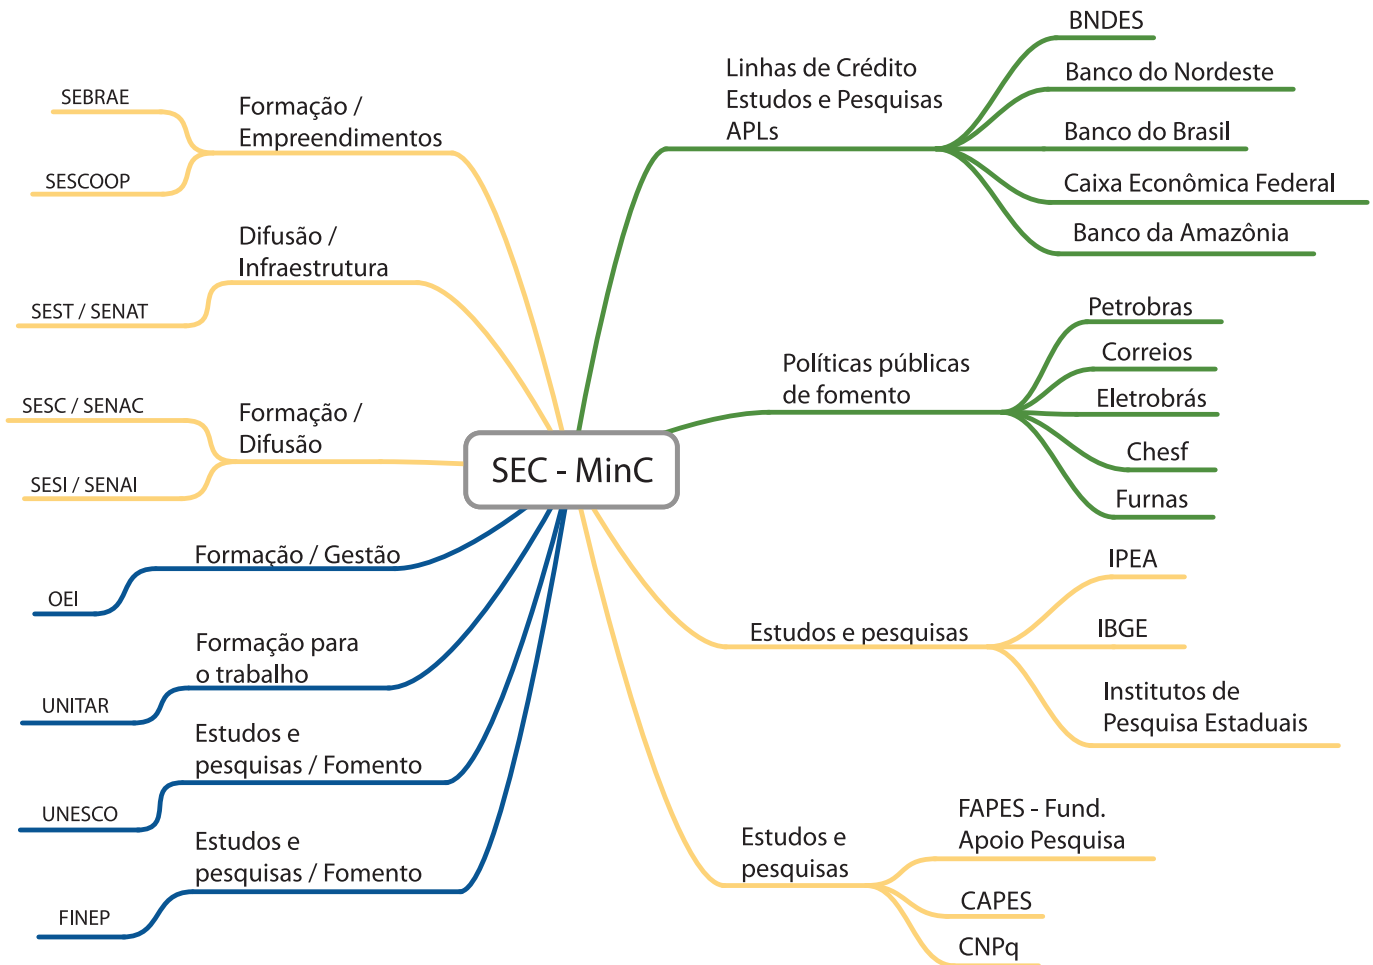 SEBRAE
SESCOOP
Formação /
Empreendimentos
SEST / SENAT
Difusão /
Infraestrutura
SESC / SENAC
SESI / SENAI
Formação /
Difusão
OEI
Formação / Gestão
UNITAR
Formação para
o trabalho
UNESCO
Estudos e
pesquisas / Fomento
FINEP
Estudos e
pesquisas / Fomento
SEC - MinC
Linhas de Crédito
Estudos e Pesquisas
APLs
BNDES
Banco do Nordeste
Banco do Brasil
Caixa Econômica Federal
Banco da Amazônia
Políticas públicas
de fomento
Petrobras
Correios
Eletrobrás
Chesf
Furnas
Estudos e pesquisas
IPEA
IBGE
Institutos de
Pesquisa Estaduais
Estudos e
pesquisas
FAPES - Fund.
Apoio Pesquisa
CAPES
CNPq